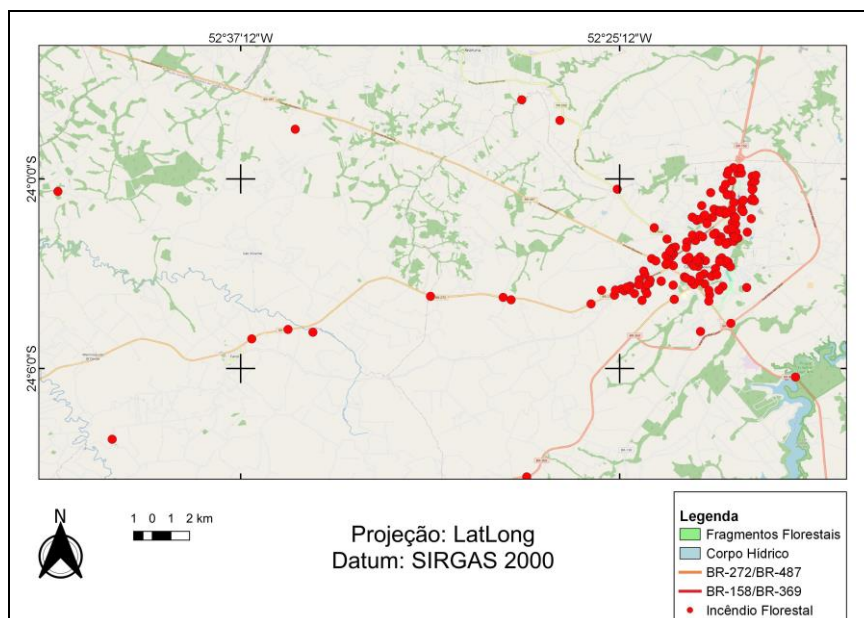 52°37'12"W
52°25'12"W
24°0'0"S
24°6'0"S
N
1 0 1 2 km
Projeção: LatLong
Datum: SIRGAS 2000
Legenda
Fragmentos Florestais
Corpo Hídrico
BR-272/BR-487
BR-158/BR-369
Incêndio Florestal